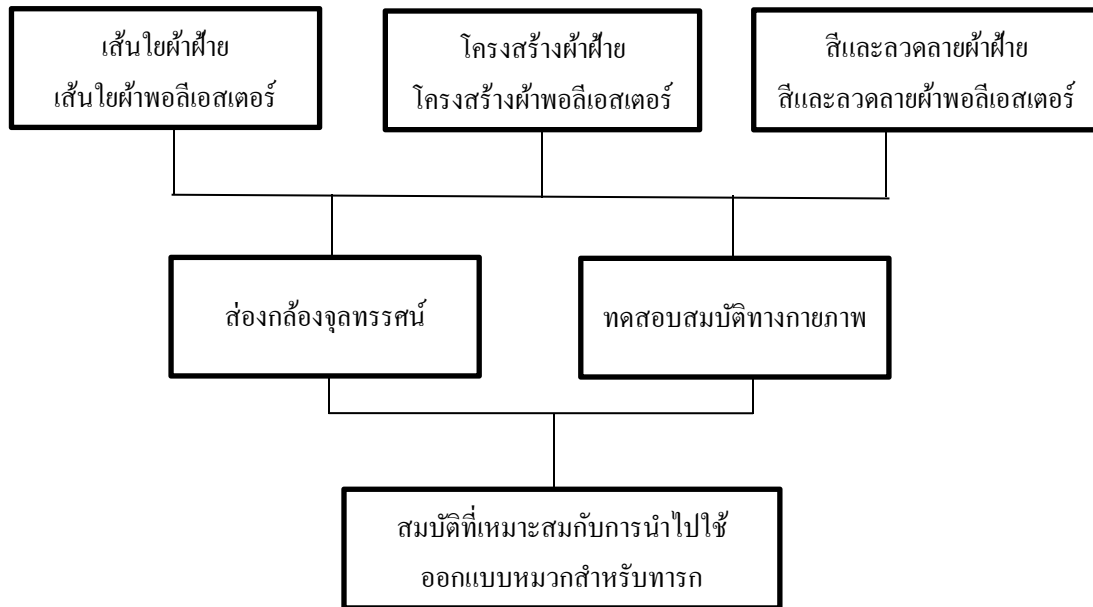 เส้นใยผ้าฝ้าย
เส้นใยผ้าพอลีเอสเตอร์
โครงสร้างผ้าฝ้าย
โครงสร้างผ้าพอลีเอสเตอร์
สีและลวดลายผ้าฝ้าย
สีและลวดลายผ้าพอลีเอสเตอร์
ส่องกล้องจุลทรรศน์
ทดสอบสมบัติทางกายภาพ
สมบัติที่เหมาะสมกับการนำไปใช้
ออกแบบหมวกสำหรับทารก